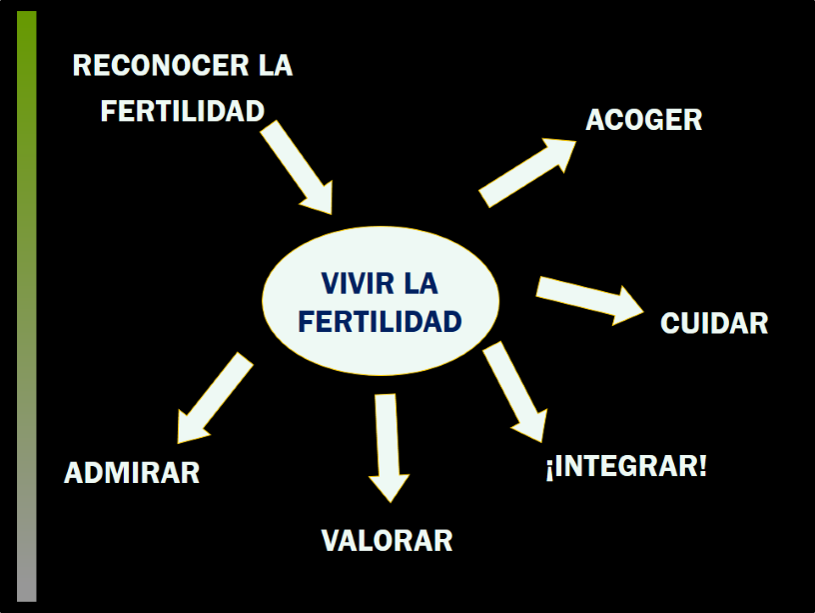 RECONOCER LA
FERTILIDAD
ACOGER
VIVIR LA
FERTILIDAD
CUIDAR
¡INTEGRAR!
ADMIRAR
VALORAR